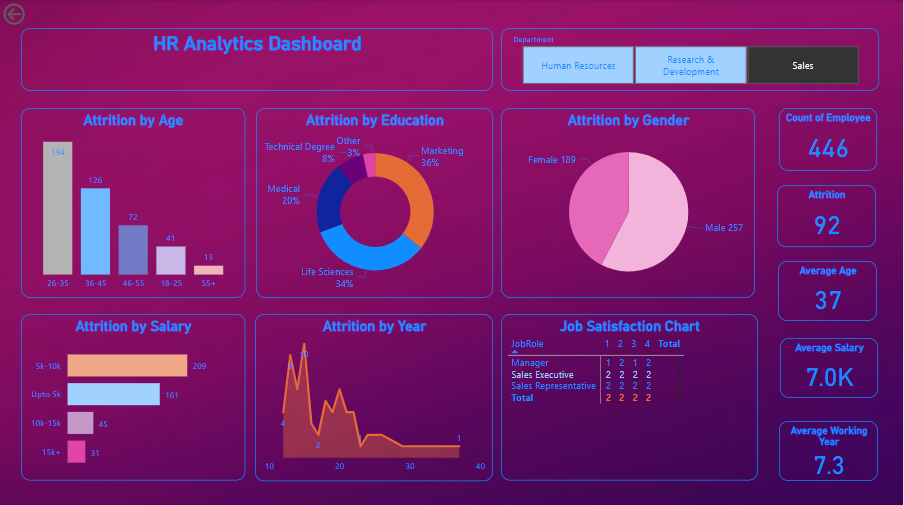 HR Analytics Dashboard
Department
Human Resources
Research &
Development
Sales
Attrition by Age
194
126
72
41
13
26-35
36-45
46-55
18-25
55+
Attrition by Education
Other
3%
Technical Degree
8%
Marketing
36%
Medical
20%
Life Sciences
34%
Attrition by Gender
Female 189
Male 257
Count of Employee
446
Attrition
92
Average Age
37
Average Salary
7.0K
Average Working
Year
7.3
Attrition by Salary
5k-10k
209
Upto 5k
161
10k-15k
45
15k+
31
Attrition by Year
10
4
2
1
10
20
30
40
Job Satisfaction Chart
JobRole 1 2 3 4 Total
Manager 1 2 1 2
Sales Executive 2 2 2 2
Sales Representative 2 2 2 2
Total 2 2 2 2